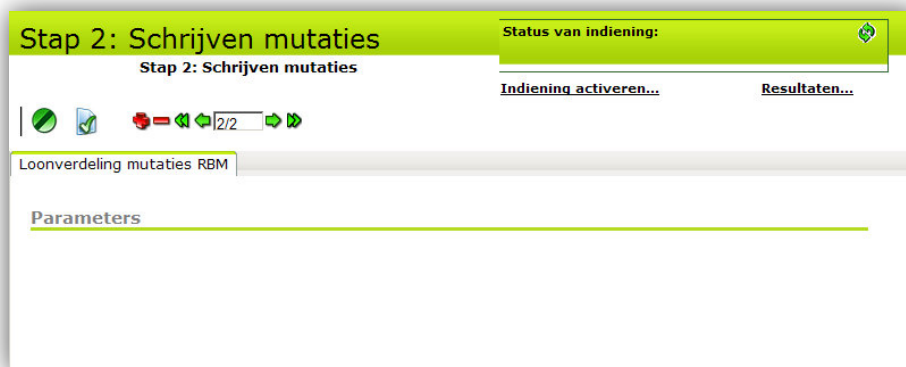 Stap 2: Schrijven mutaties
Status van indiening:
Stap 2: Schrijven mutaties
Indiening activeren...
Resultaten...
2/2
Loonverdeling mutaties RBM
Parameters